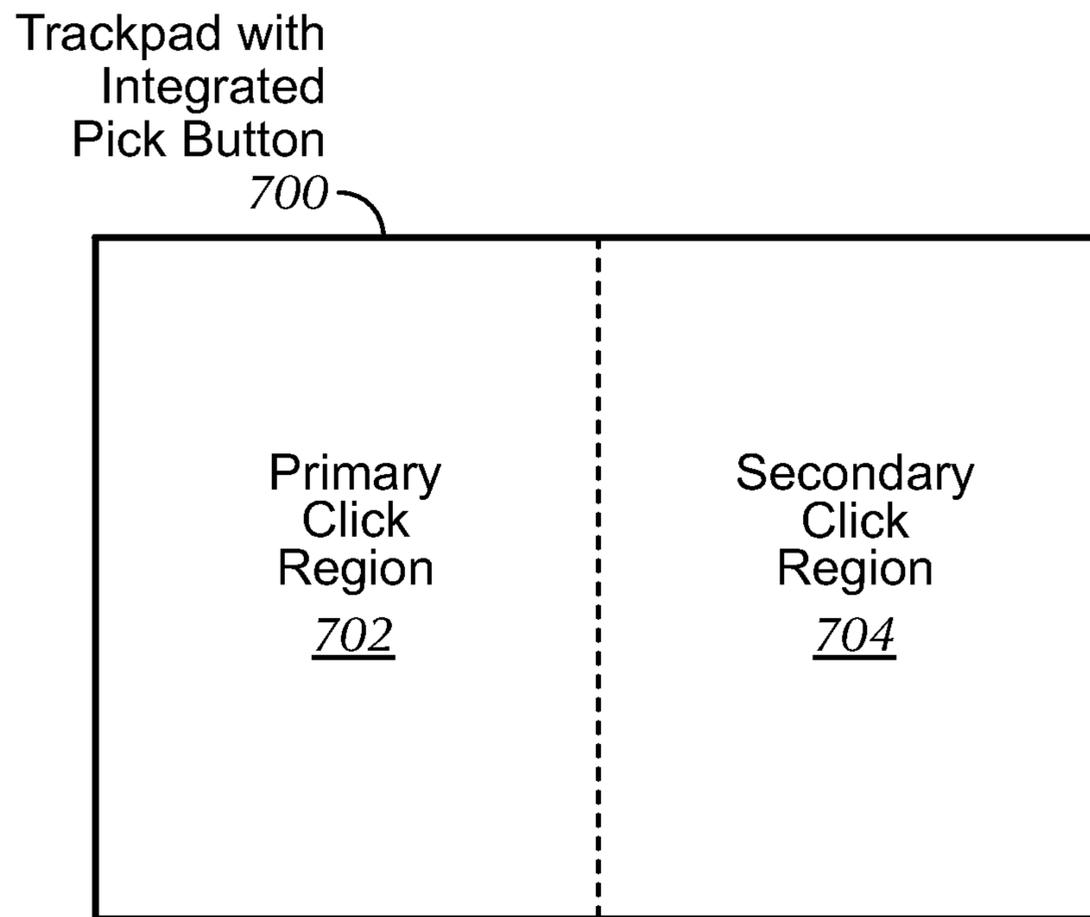 Trackpad with
Integrated
Pick Button
700
Primary
Click
Region
702
Secondary
Click
Region
704